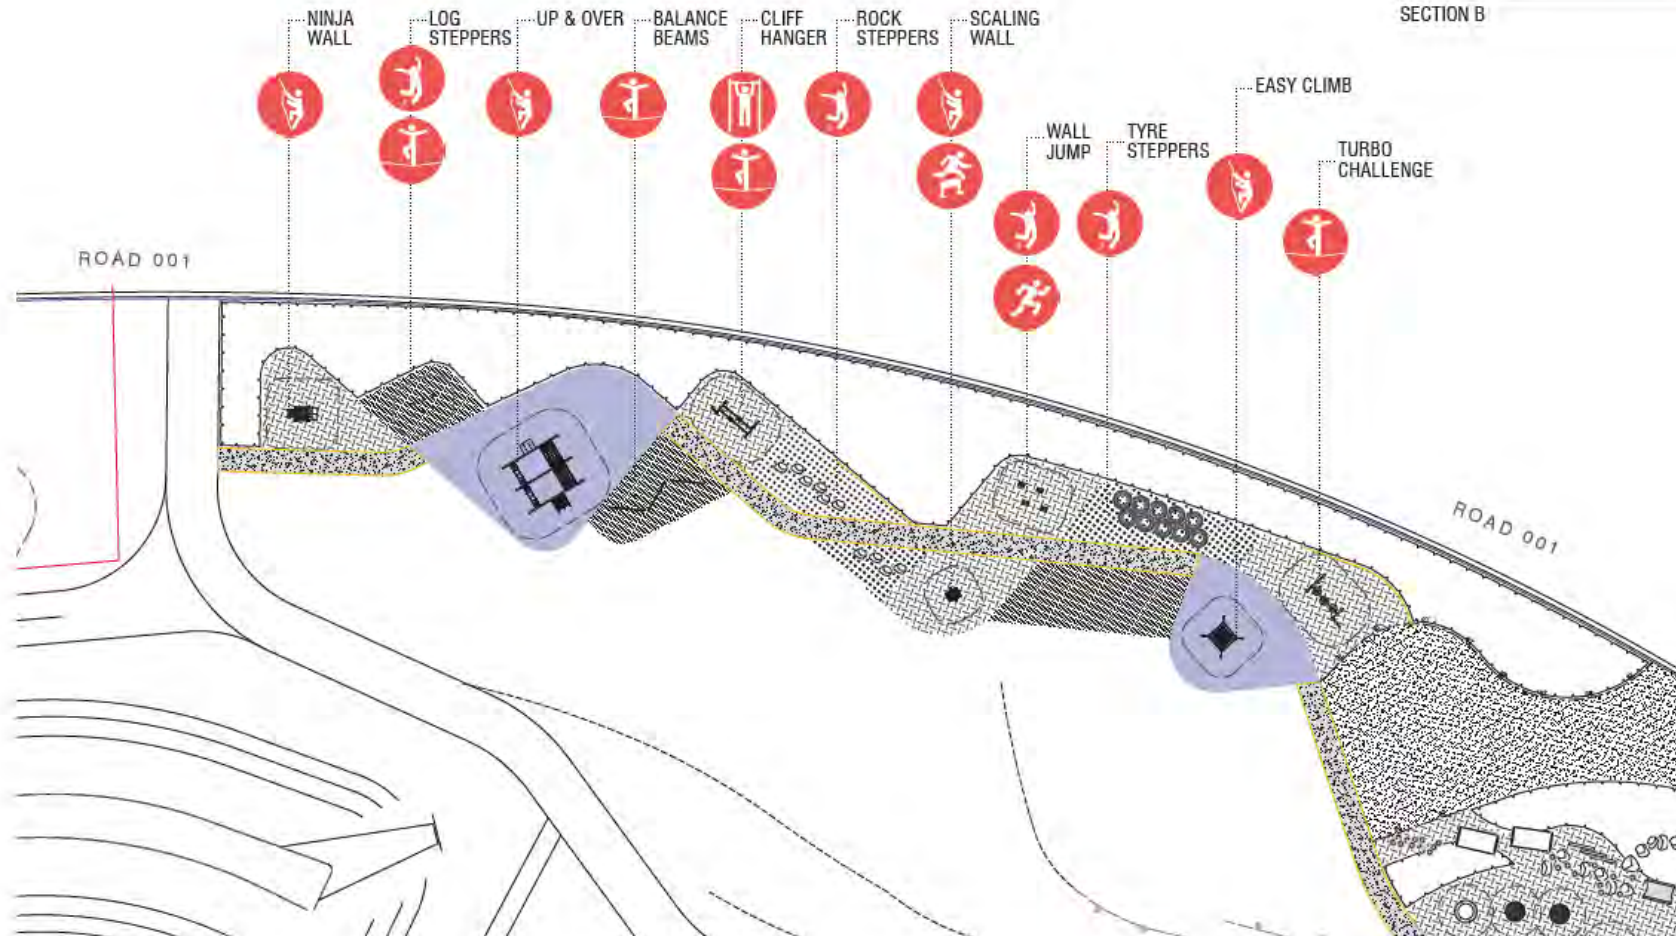 SECTION B
NINJA
WALL
LOG
STEPPERS
UP & OVER
BALANCE
BEAMS
CLIFF
HANGER
ROCK
STEPPERS
SCALING
WALL
EASY CLIMB
WALL
JUMP
TYRE
STEPPERS
TURBO
CHALLENGE
ROAD 001
ROAD 001